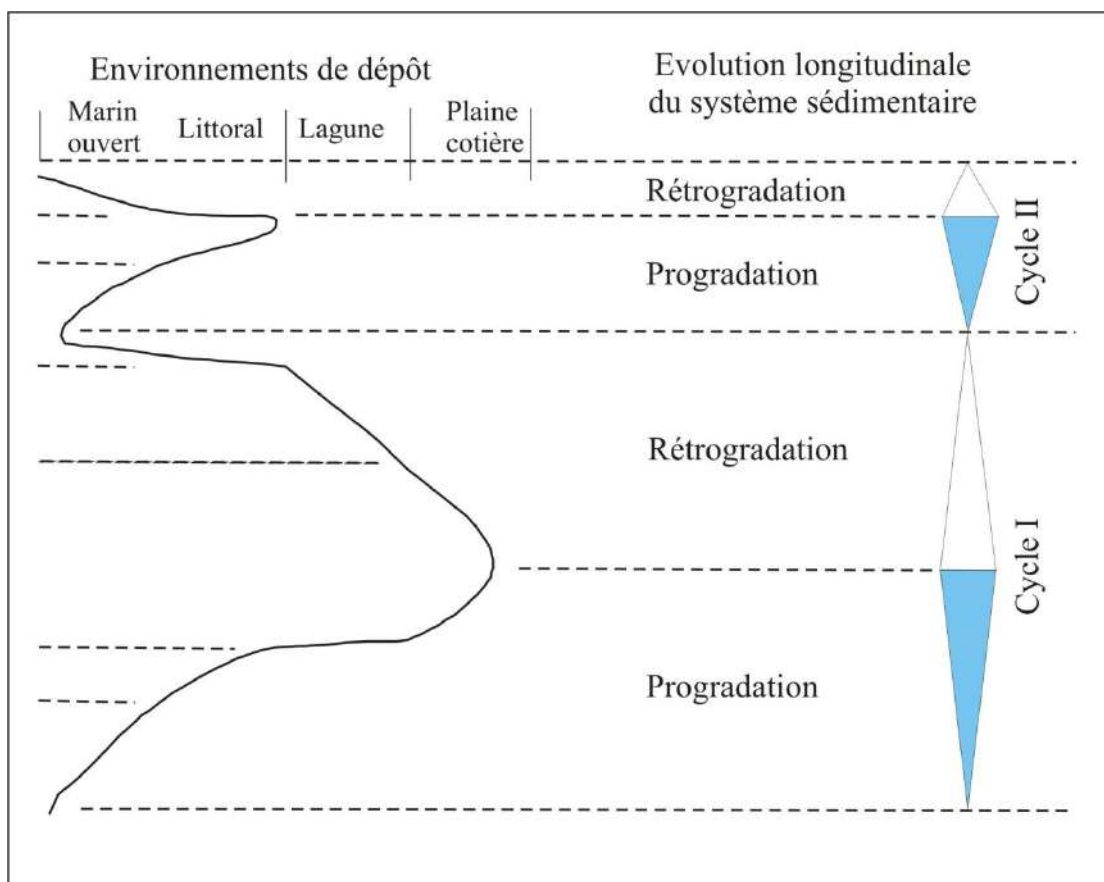 Environnements de dépôt
Marin
ouvert
Littoral
Lagune
Plaine
cotière
Evolution longitudinale
du système sédimentaire
Rétrogradation
Progradation
Cycle II
Rétrogradation
Progradation
Cycle I